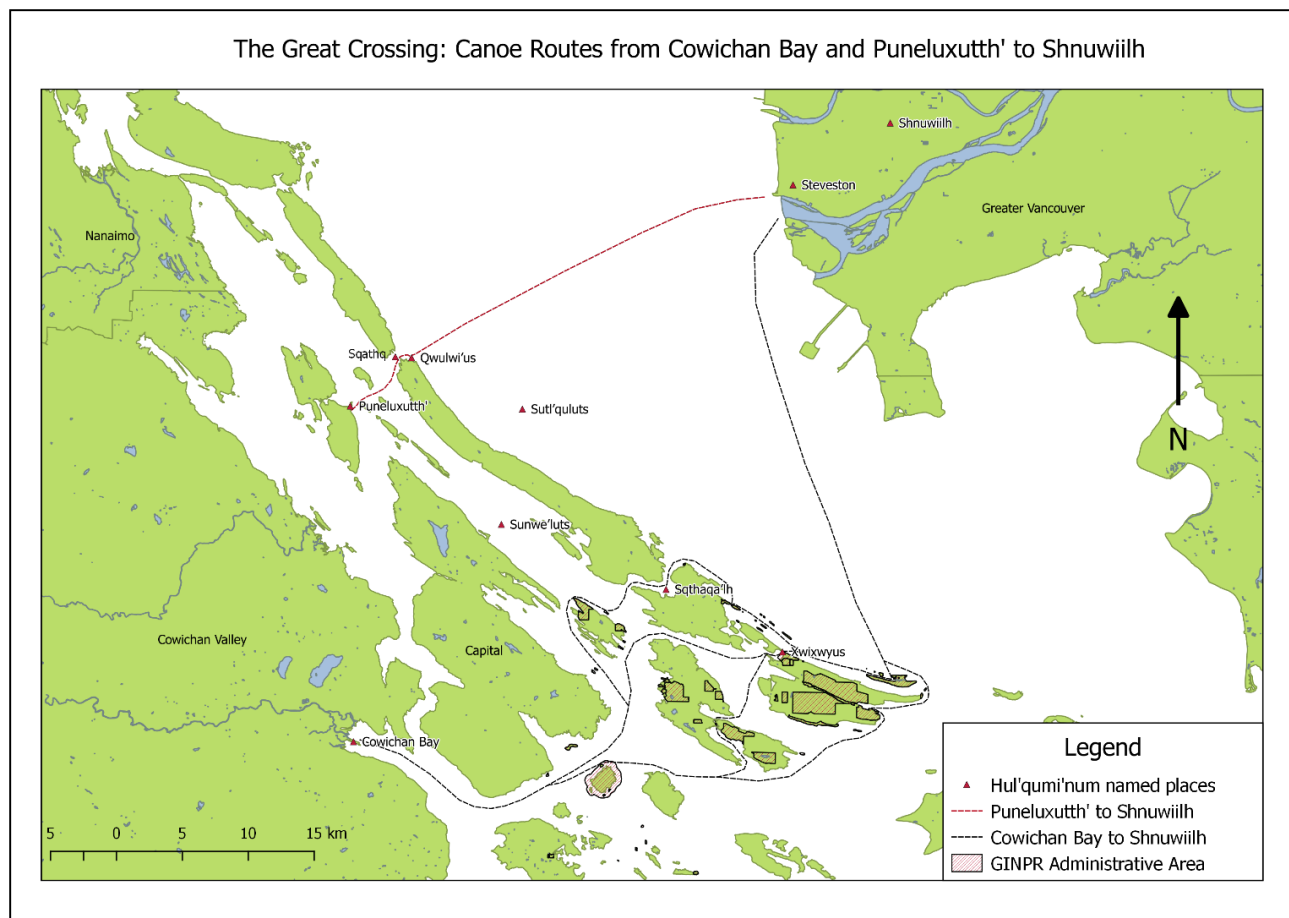 The Great Crossing: Canoe Routes from Cowichan Bay and Puneluxutth' to Shnuwiilh
Shnuwiilh
Steveston
Greater Vancouver
Nanaimo
Sqathq
Qwulwi'us
Puneluxutth'
Sutl'quluts
N
Sunwe'luts
Sqthaqa'lh
Cowichan Valley
Capital
Xwixwyus
Cowichan Bay
Legend
Hul'qumi'num named places
Puneluxutth' to Shnuwiilh
Cowichan Bay to Shnuwiilh
GINPR Administrative Area
5 0 5 10 15 km